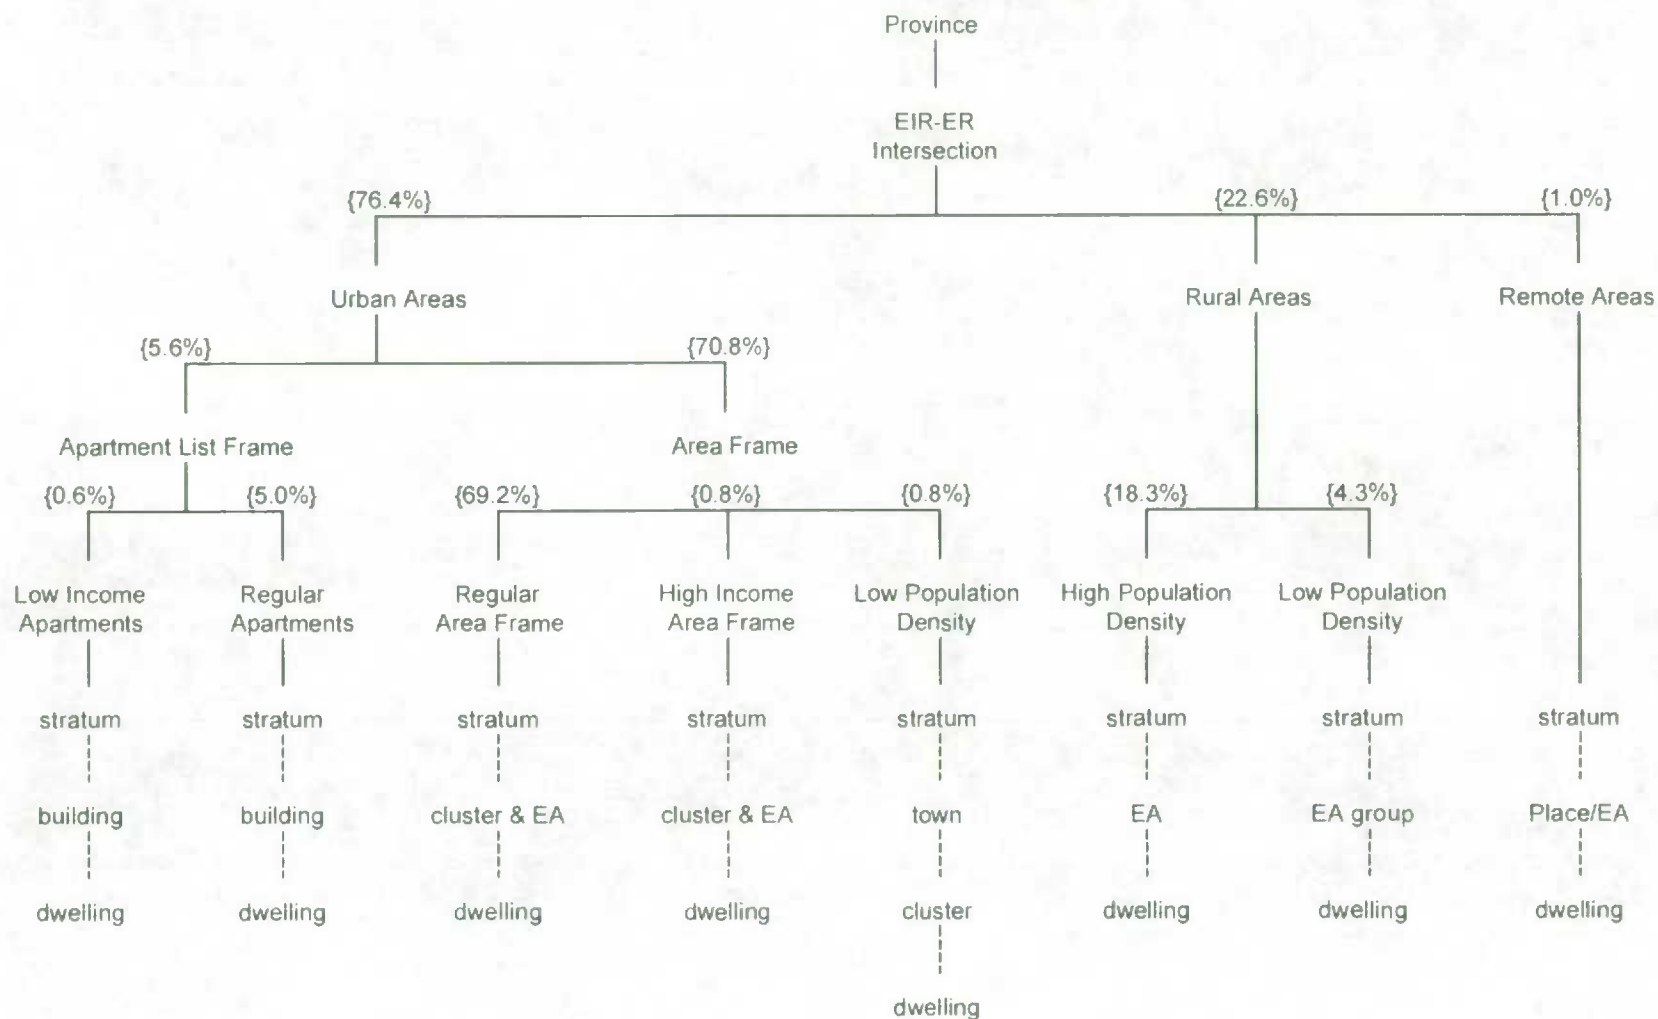 Province
EIR-ER
Intersection
{76.4%} {22.6%} {1.0%}
Urban Areas Rural Areas Remote Areas
{5.6%} {70.8%}
Apartment List Frame Area Frame
{0.6%} {5.0%} {69.2%} {0.8%} {0.8%} {18.3%} {4.3%}
Low Income Regular Regular High Income Low Population High Population Low Population
Apartments Apartments Area Frame Area Frame Density Density Density
stratum stratum stratum stratum stratum stratum stratum stratum
building building cluster & EA cluster & EA town EA EA group Place/EA
dwelling dwelling dwelling dwelling cluster dwelling dwelling dwelling
dwelling